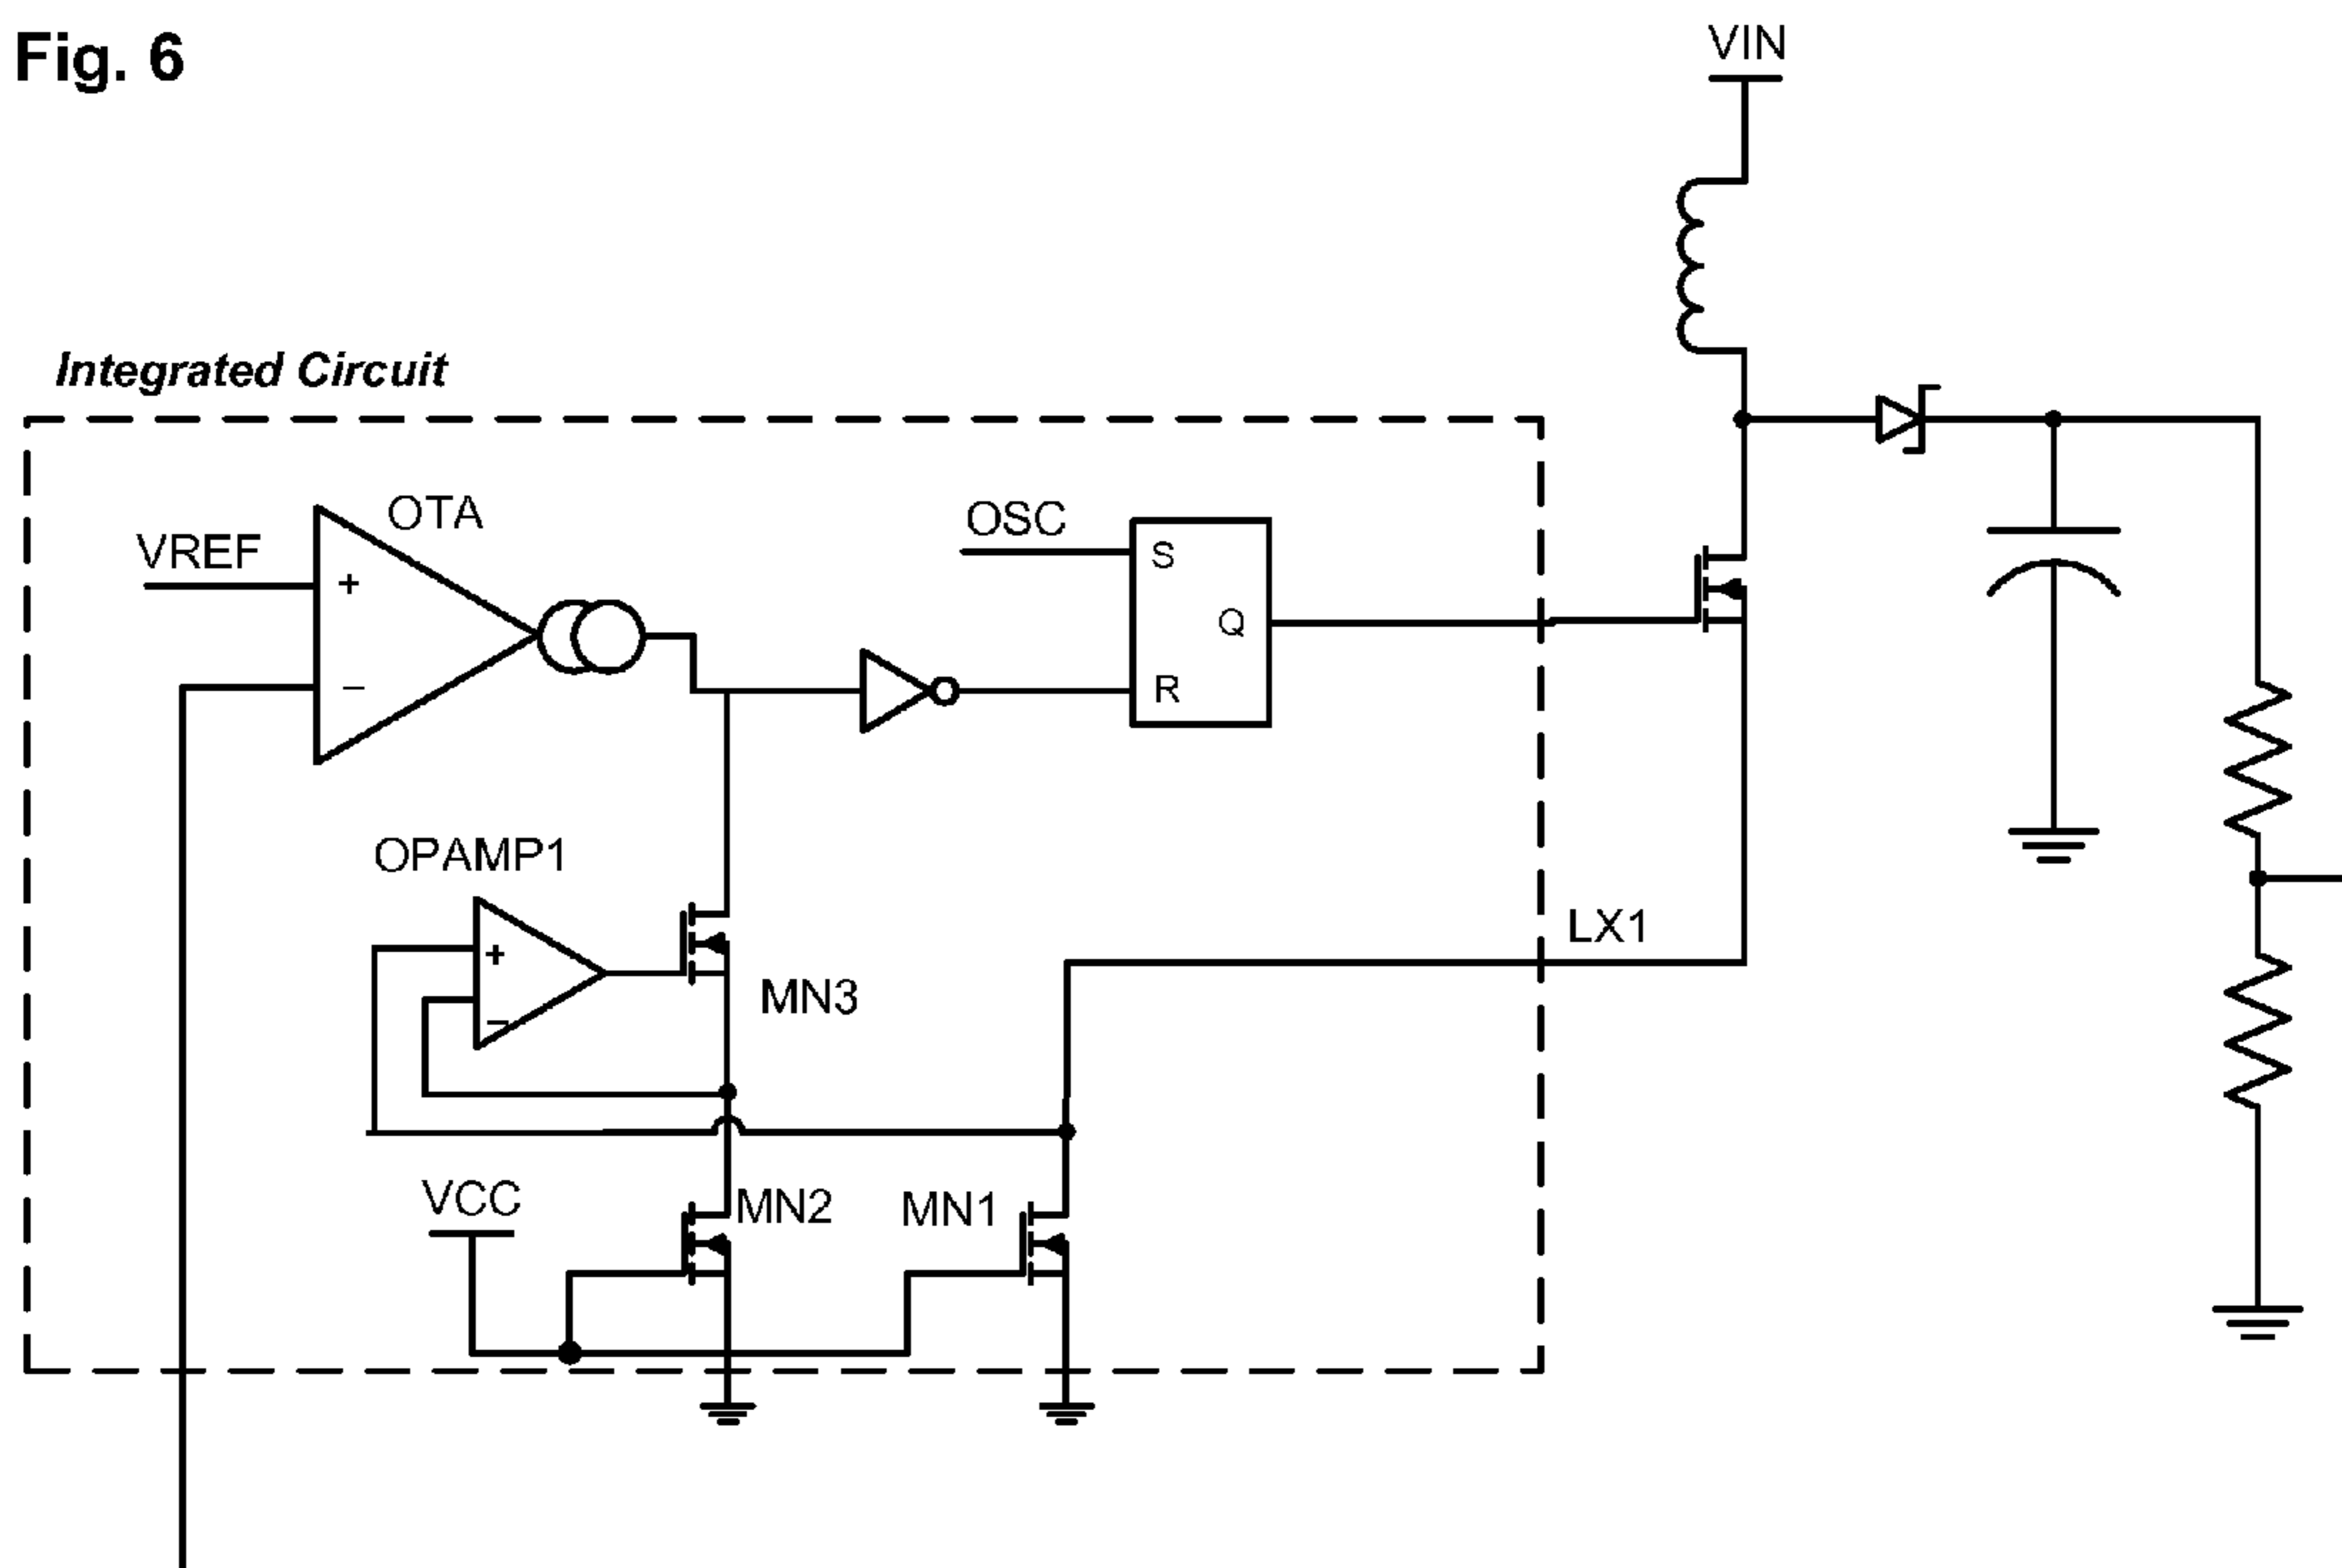 Fig. 6
VIN
Integrated Circuit
OTA
VREF
+
−
OSC
S
Q
R
OPAMP1
+
−
MN3
LX1
VCC
MN2
MN1